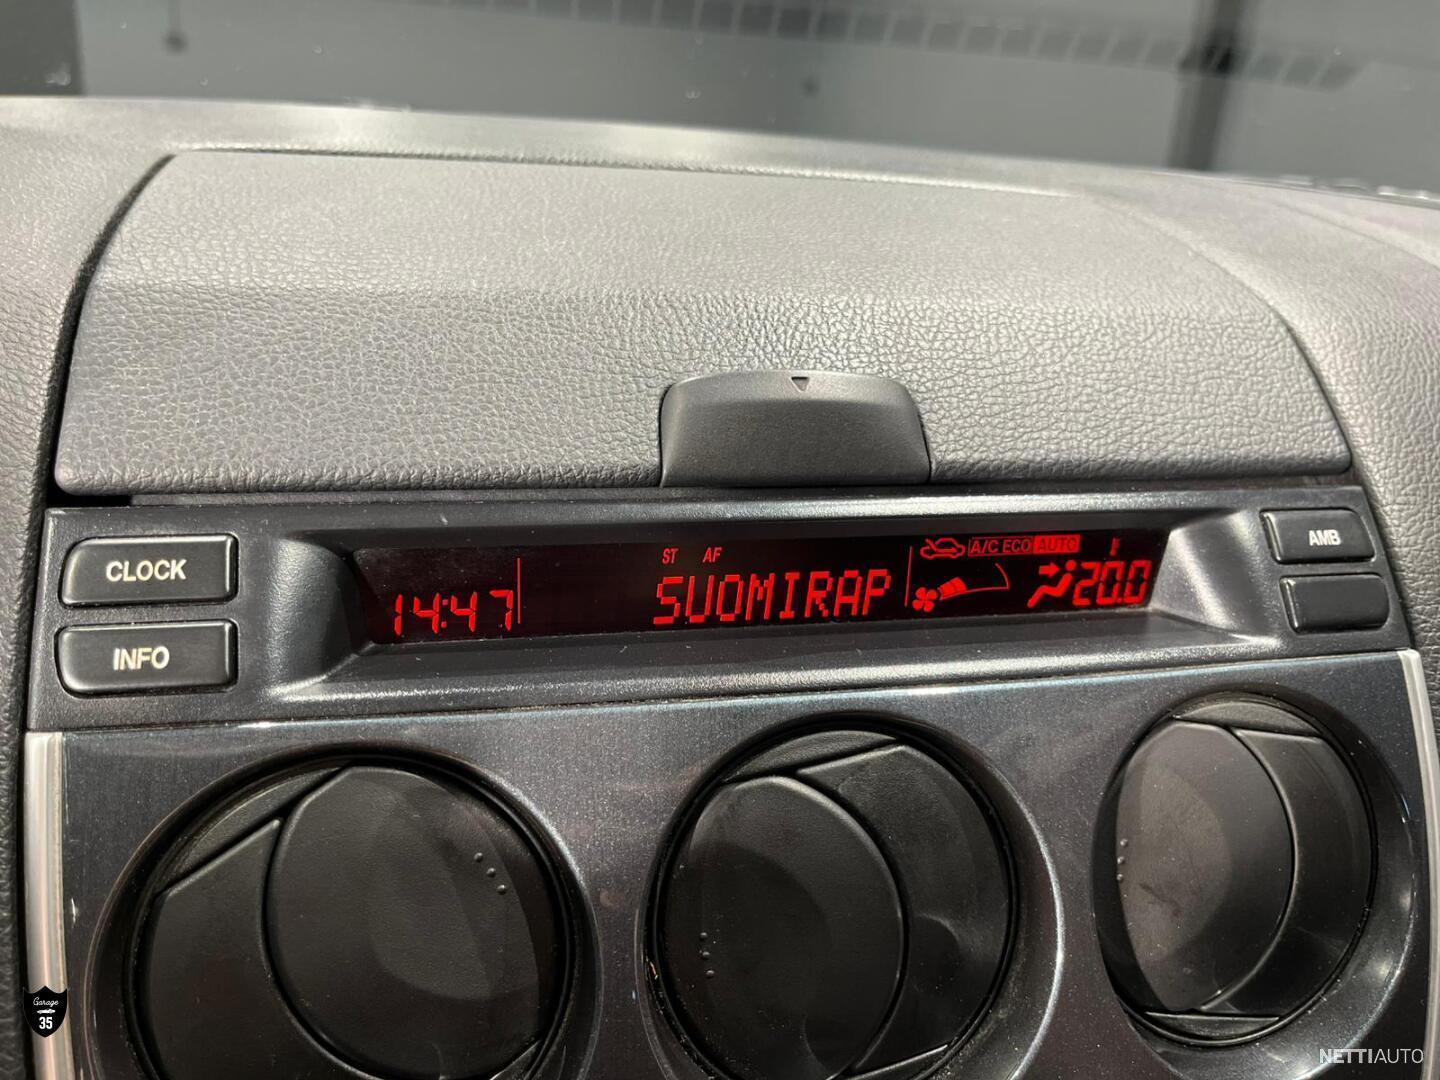 CLOCK
INFO
14:47
ST AF
SUOMIRAP
A/C ECO AUTO
20.0
AMB
Garage
35
NETTIAUTO